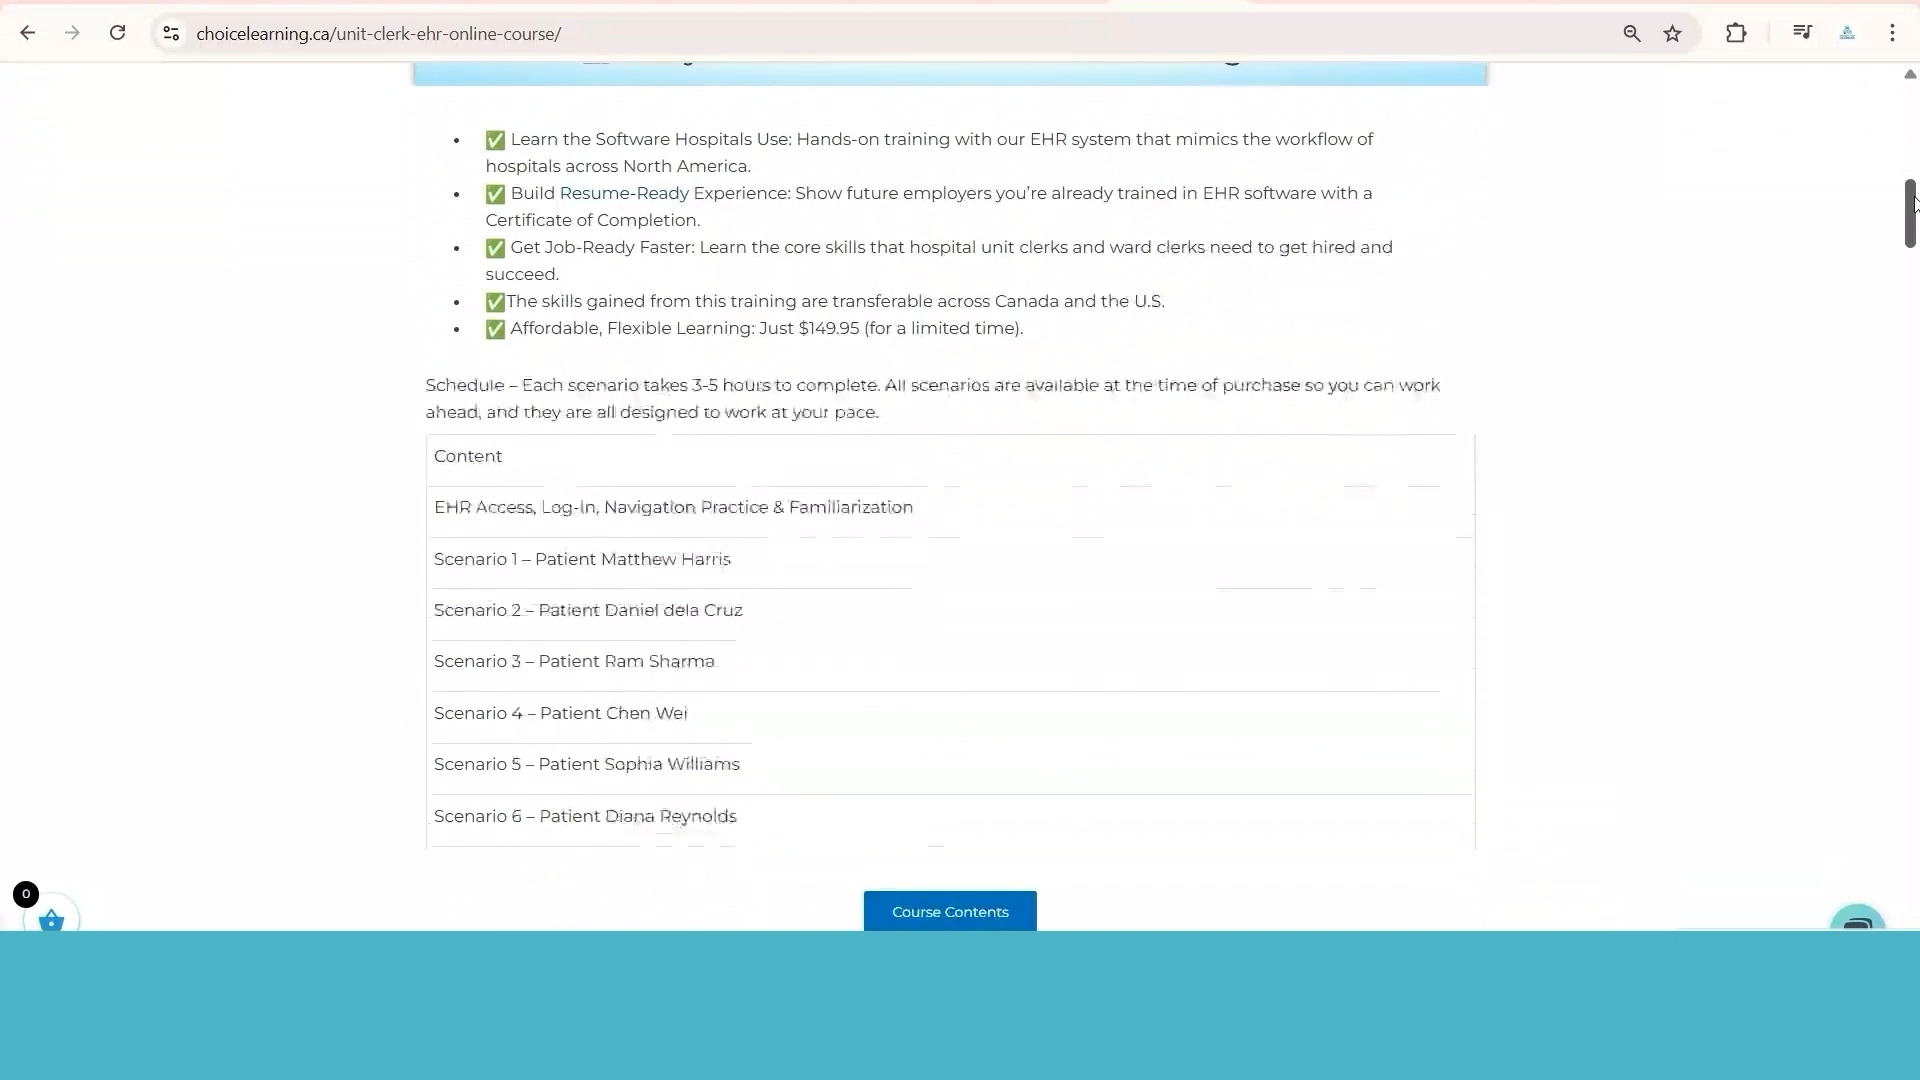 choicelearning.ca/unit-clerk-ehr-online-course/
✅ Learn the Software Hospitals Use: Hands-on training with our EHR system that mimics the workflow of
hospitals across North America.
✅ Build Resume-Ready Experience: Show future employers you’re already trained in EHR software with a
Certificate of Completion.
✅ Get Job-Ready Faster: Learn the core skills that hospital unit clerks and ward clerks need to get hired and
succeed.
✅The skills gained from this training are transferable across Canada and the U.S.
✅ Affordable, Flexible Learning: Just $149.95 (for a limited time).
Schedule – Each scenario takes 3-5 hours to complete. All scenarios are available at the time of purchase so you can work
ahead, and they are all designed to work at your pace.
Content
EHR Access, Log-In, Navigation Practice & Familiarization
Scenario 1 – Patient Matthew Harris
Scenario 2 – Patient Daniel dela Cruz
Scenario 3 – Patient Ram Sharma
Scenario 4 – Patient Chen Wei
Scenario 5 – Patient Sophia Williams
Scenario 6 – Patient Diana Reynolds
0
Course Contents